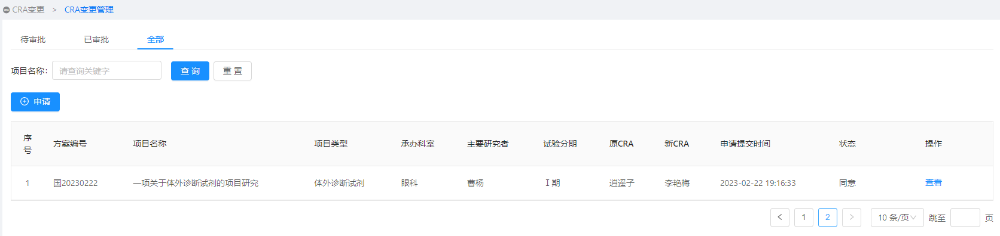 CRA变更 > CRA变更管理
待审批 已审批 全部
项目名称: 请查询关键字 查 询 重 置
申请
序号 方案编号 项目名称 项目类型 承办科室 主要研究者 试验分期 原CRA 新CRA 申请提交时间 状态 操作
1 国20230222 一项关于体外诊断试剂的项目研究 体外诊断试剂 眼科 曹杨 Ⅰ期 逍遥子 李艳梅 2023-02-22 19:16:33 同意 查看
< 1 2 > 10 条/页 跳至 页